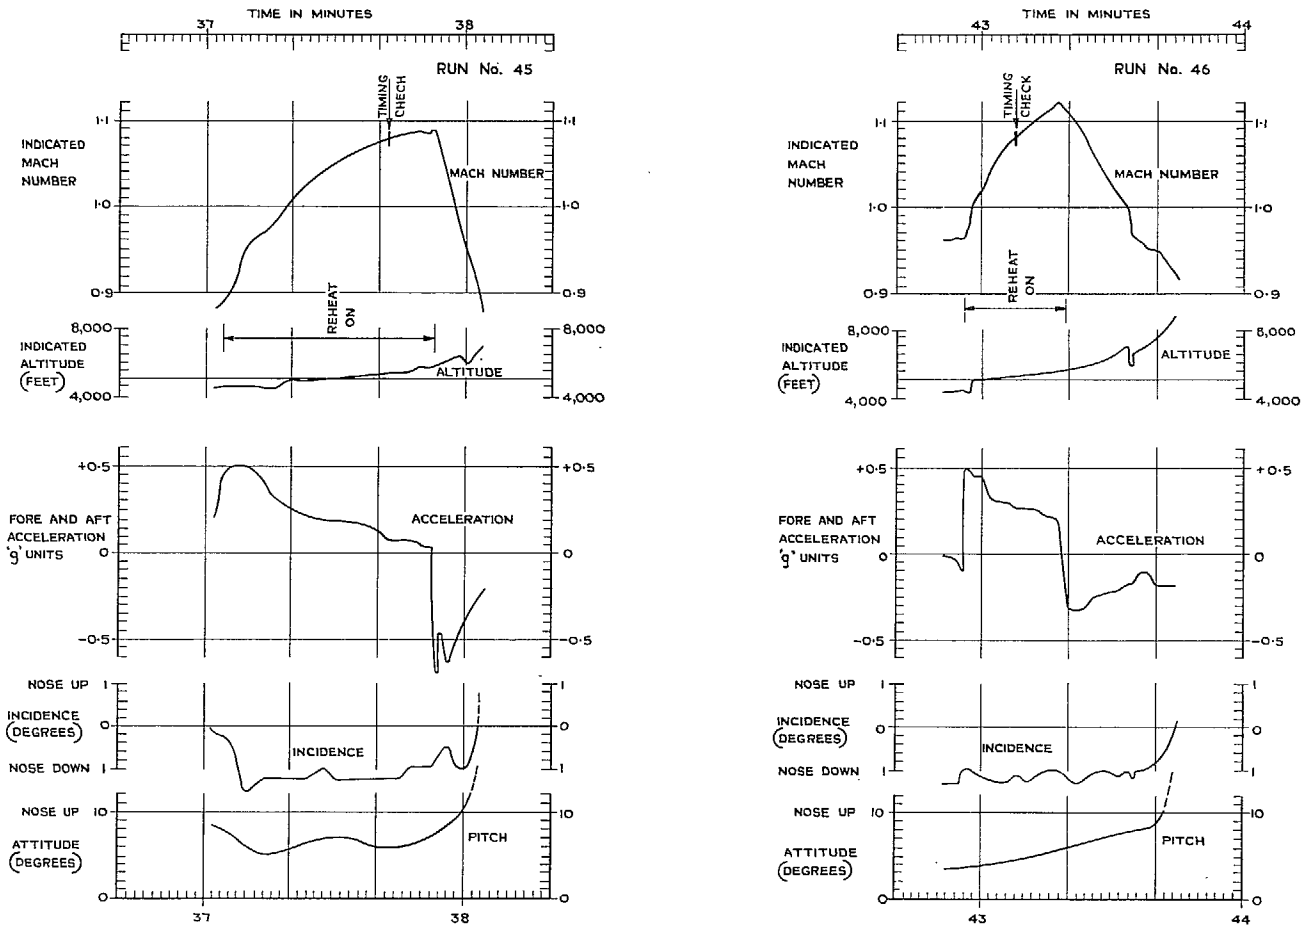 TIME IN MINUTES
37 38
RUN No. 45
TIMING
CHECK
1·1 1·1
INDICATED
MACH
NUMBER
MACH NUMBER
1·0 1·0
0·9 0·9
REHEAT
ON
8,000 8,000
INDICATED
ALTITUDE
(FEET)
ALTITUDE
4,000 4,000
+0·5 +0·5
FORE AND AFT
ACCELERATION
'g' UNITS
ACCELERATION
0 0
-0·5 -0·5
NOSE UP 1 1
INCIDENCE
(DEGREES)
0 0
INCIDENCE
NOSE DOWN 1 1
NOSE UP 10 10
ATTITUDE
(DEGREES)
PITCH
0 0
37 38
TIME IN MINUTES
43 44
RUN No. 46
TIMING
CHECK
1·1 1·1
INDICATED
MACH
NUMBER
MACH NUMBER
1·0 1·0
0·9 0·9
REHEAT
ON
8,000 8,000
INDICATED
ALTITUDE
(FEET)
ALTITUDE
4,000 4,000
+0·5 +0·5
FORE AND AFT
ACCELERATION
'g' UNITS
ACCELERATION
0 0
-0·5 -0·5
NOSE UP 1 1
INCIDENCE
(DEGREES)
0 0
INCIDENCE
NOSE DOWN 1 1
NOSE UP 10 10
ATTITUDE
(DEGREES)
PITCH
0 0
43 44